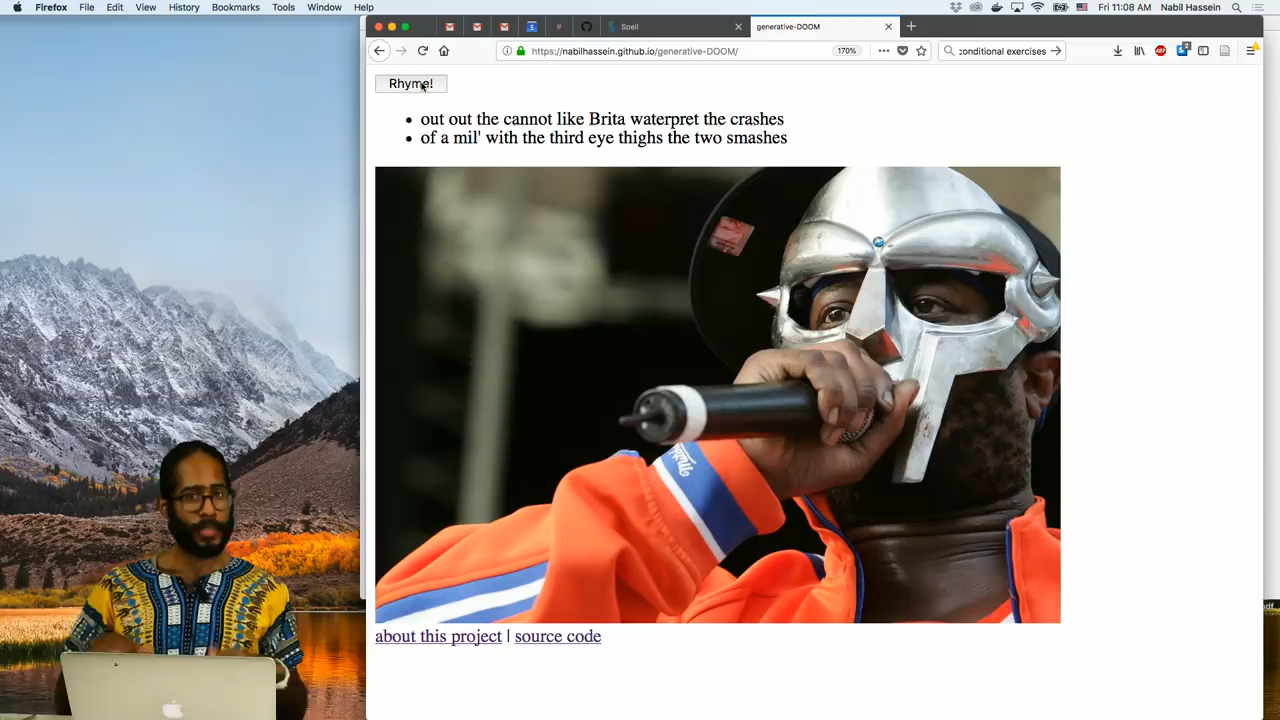 Firefox File Edit View History Bookmarks Tools Window Help Fri 11:08 AM Nabil Hassein
Spell generative-DOOM
https://nabilhassein.github.io/generative-DOOM/ 170% conditional exercises
Rhyme!
out out the cannot like Brita waterpret the crashes
of a mil' with the third eye thighs the two smashes
about this project | source code